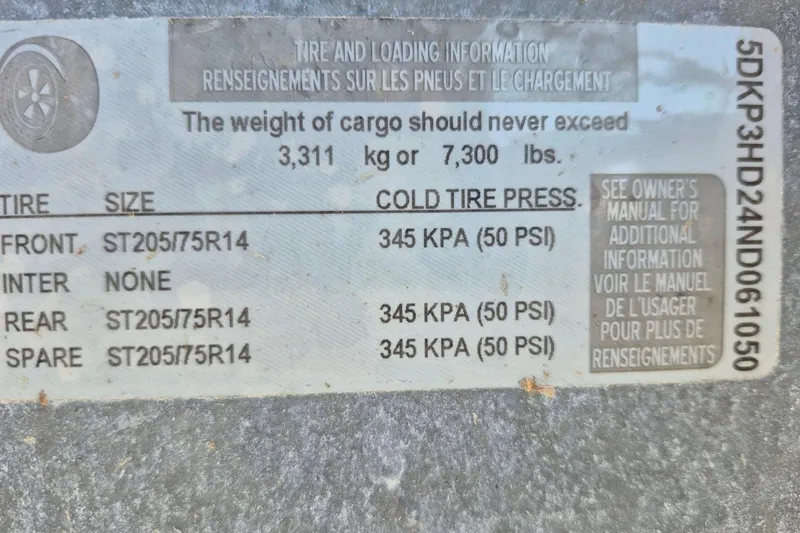 TIRE AND LOADING INFORMATION
RENSEIGNEMENTS SUR LES PNEUS ET LE CHARGEMENT
The weight of cargo should never exceed
3,311 kg or 7,300 lbs.
TIRE SIZE COLD TIRE PRESS.
FRONT ST205/75R14 345 KPA (50 PSI)
INTER NONE
REAR ST205/75R14 345 KPA (50 PSI)
SPARE ST205/75R14 345 KPA (50 PSI)
SEE OWNER'S
MANUAL FOR
ADDITIONAL
INFORMATION
VOIR LE MANUEL
DE L'USAGER
POUR PLUS DE
RENSEIGNEMENTS
5DKP3HD24ND061050